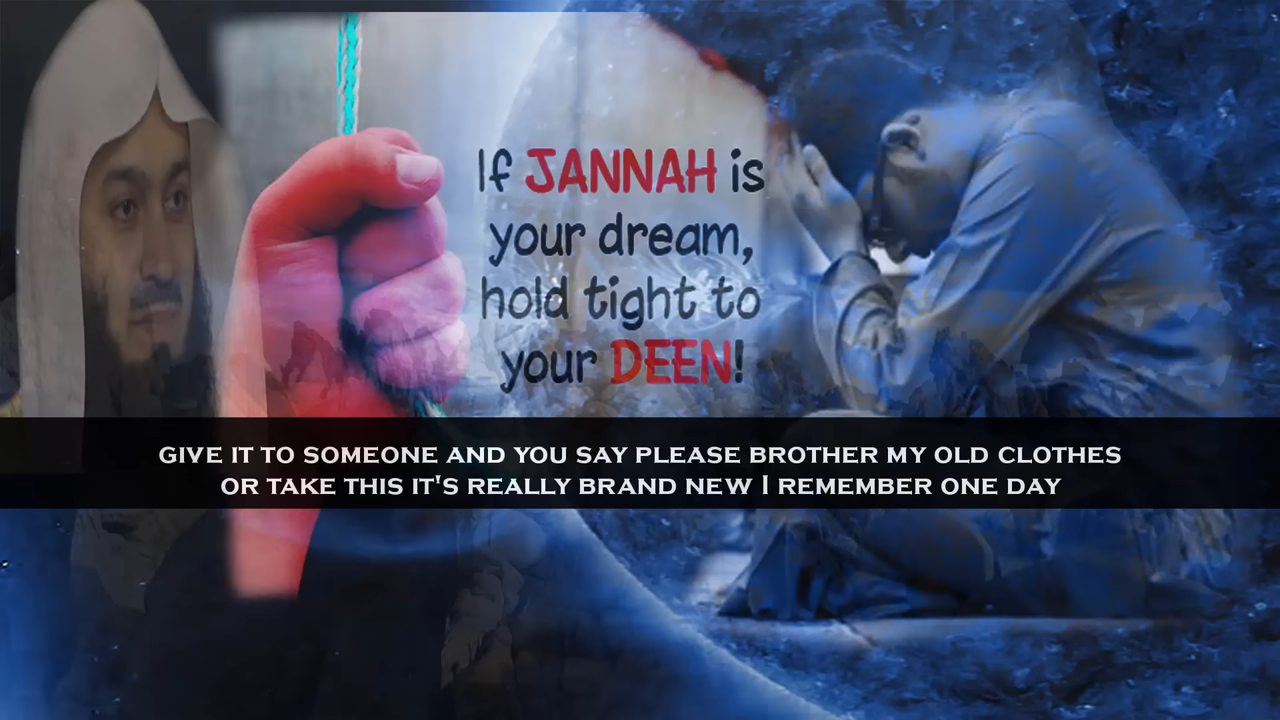 If JANNAH is
your dream,
hold tight to
your DEEN!
GIVE IT TO SOMEONE AND YOU SAY PLEASE BROTHER MY OLD CLOTHES
OR TAKE THIS IT'S REALLY BRAND NEW I REMEMBER ONE DAY